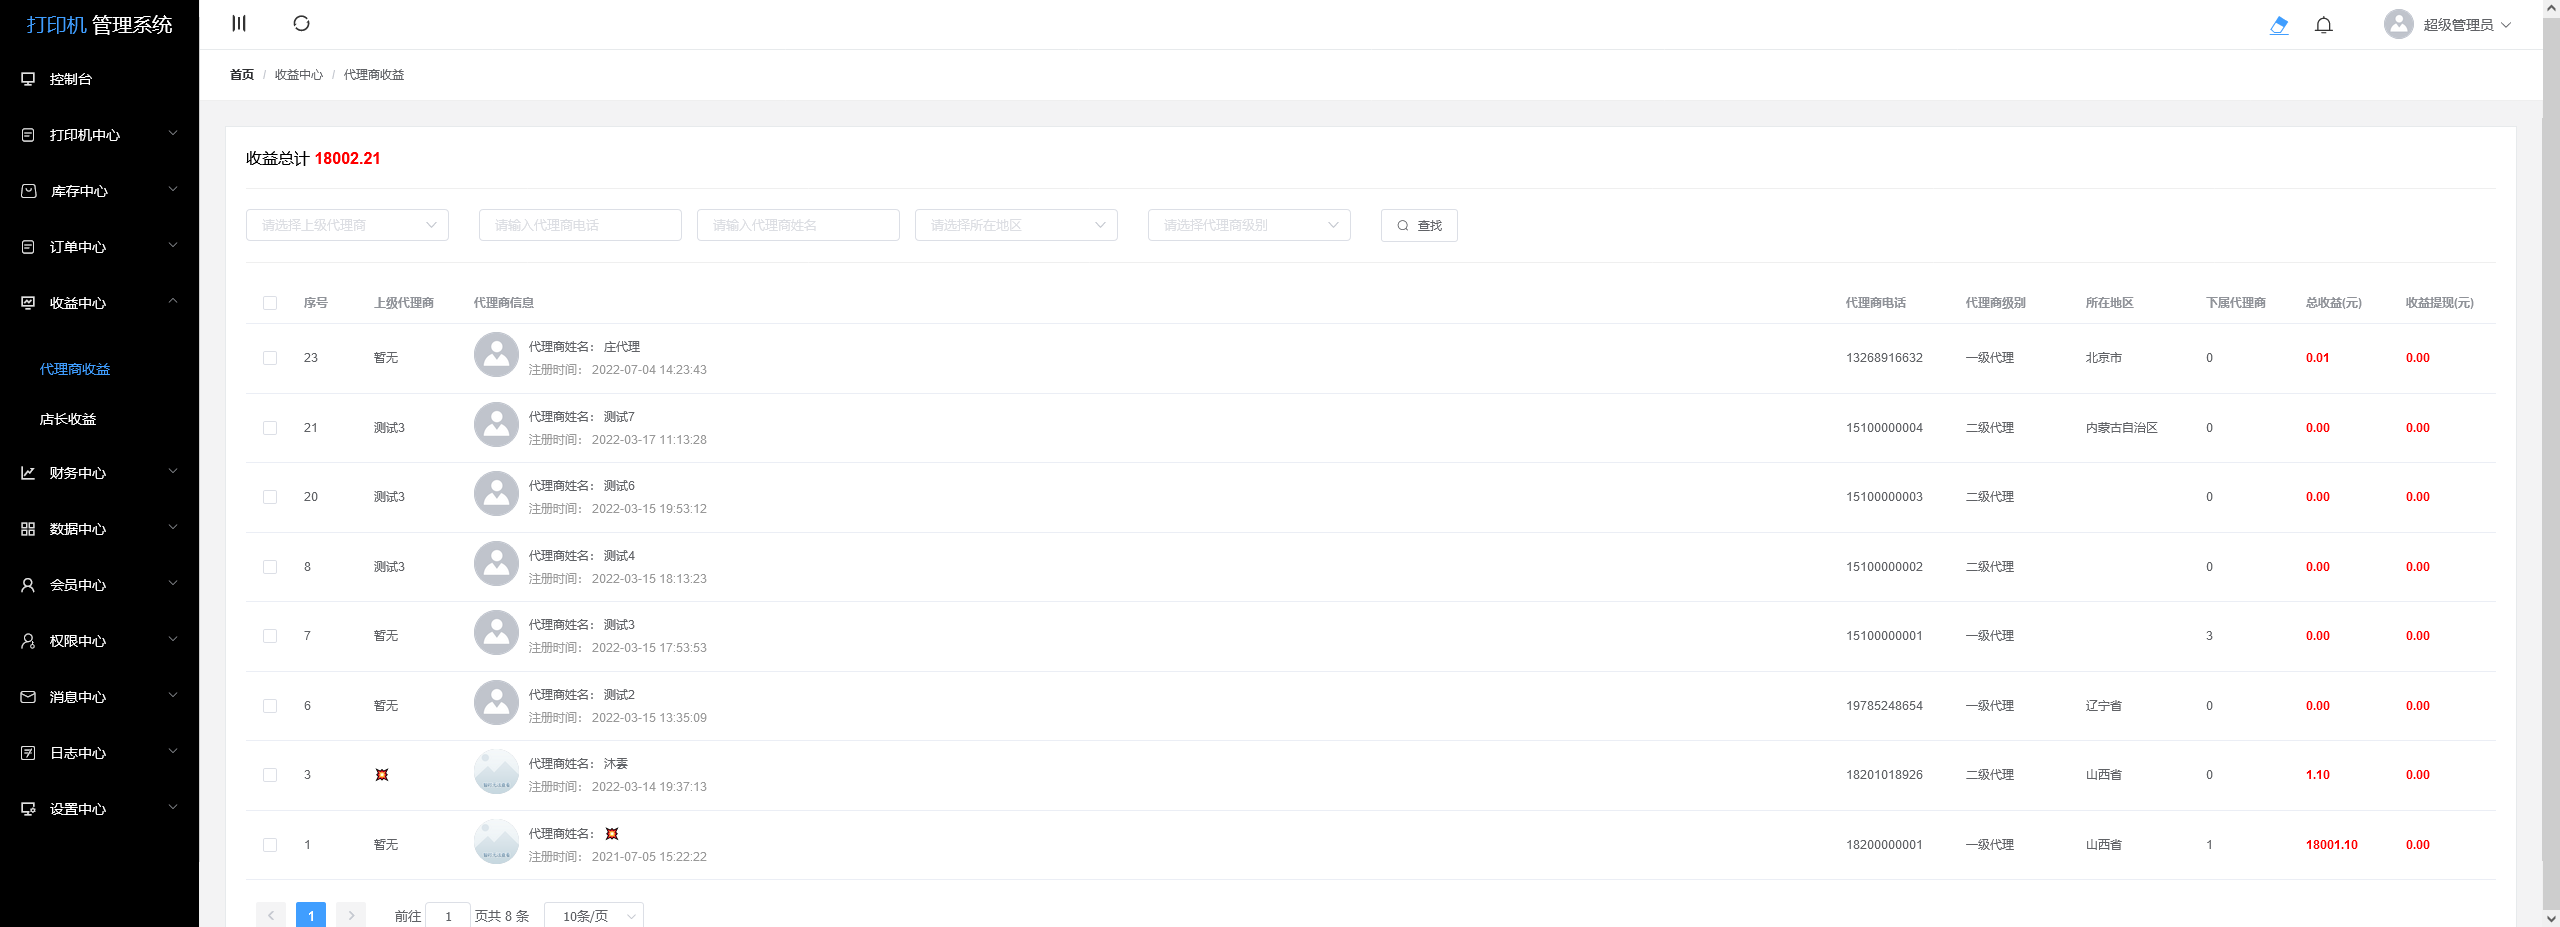 打印机 管理系统
超级管理员
控制台
打印机中心
库存中心
订单中心
收益中心
代理商收益
店长收益
财务中心
数据中心
会员中心
权限中心
消息中心
日志中心
设置中心
首页 / 收益中心 / 代理商收益
收益总计 18002.21
请选择上级代理商 请输入代理商电话 请输入代理商姓名 请选择所在地区 请选择代理商级别 查找
序号 上级代理商 代理商信息 代理商电话 代理商级别 所在地区 下属代理商 总收益(元) 收益提现(元)
代理商姓名： 庄代理
23 暂无 13268916632 一级代理 北京市 0 0.01 0.00
注册时间： 2022-07-04 14:23:43
代理商姓名： 测试7
21 测试3 15100000004 二级代理 内蒙古自治区 0 0.00 0.00
注册时间： 2022-03-17 11:13:28
代理商姓名： 测试6
20 测试3 15100000003 二级代理 0 0.00 0.00
注册时间： 2022-03-15 19:53:12
代理商姓名： 测试4
8 测试3 15100000002 二级代理 0 0.00 0.00
注册时间： 2022-03-15 18:13:23
代理商姓名： 测试3
7 暂无 15100000001 一级代理 3 0.00 0.00
注册时间： 2022-03-15 17:53:53
代理商姓名： 测试2
6 暂无 19785248654 一级代理 辽宁省 0 0.00 0.00
注册时间： 2022-03-15 13:35:09
代理商姓名： 沐雲
3 💥 18201018926 二级代理 山西省 0 1.10 0.00
注册时间： 2022-03-14 19:37:13
代理商姓名： 💥
1 暂无 18200000001 一级代理 山西省 1 18001.10 0.00
注册时间： 2021-07-05 15:22:22
1 前往 1 页共 8 条 10条/页